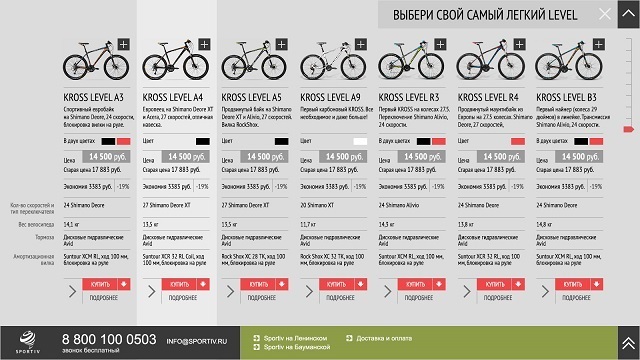 ВЫБЕРИ СВОЙ САМЫЙ ЛЕГКИЙ LEVEL
KROSS LEVEL A3
Спортивный евробайк
на Shimano Deore, 24 скорости,
блокировка вилки на руле.
В двух цветах
Цена 14 500 руб.
Старая цена 17 883 руб.
Экономия 3383 руб. -19%
KROSS LEVEL A4
Европеец, на Shimano Deore XT
и Acera, 27 скоростей, отличная
навеска.
Цвет
Цена 14 500 руб.
Старая цена 17 883 руб.
Экономия 3383 руб. -19%
KROSS LEVEL A5
Продвинутый байк на Shimano
Deore XT и Alivio, 27 скоростей.
Вилка RockShox.
Цвет
Цена 14 500 руб.
Старая цена 17 883 руб.
Экономия 3383 руб. -19%
KROSS LEVEL A9
Первый карбоновый KROSS. Все
необходимое и даже больше!
Цвет
Цена 14 500 руб.
Старая цена 17 883 руб.
Экономия 3383 руб. -19%
KROSS LEVEL R3
Первый KROSS на колесах 27.5.
Переключение Shimano Alivio,
24 скорости.
В двух цветах
Цена 14 500 руб.
Старая цена 17 883 руб.
Экономия 3383 руб. -19%
KROSS LEVEL R4
Продвинутый маунтбайк из
Европы на 27.5 колесах. Shimano
Deore, 27 скоростей,
Цвет
Цена 14 500 руб.
Старая цена 17 883 руб.
Экономия 3383 руб. -19%
KROSS LEVEL B3
Первый найнер (колеса 29
дюймов) в линейке. Трансмиссия
Shimano Alivio, 24 скорости.
В двух цветах
Цена 14 500 руб.
Старая цена 17 883 руб.
Экономия 3383 руб. -19%
Кол-во скоростей и
тип переключателя
24 Shimano Deore
27 Shimano Deore XT
27 Shimano Deore XT
20 Shimano XT
24 Shimano Alivio
24 Shimano Deore
24 Shimano Alivio
Вес велосипеда
14,1 кг
13,5 кг
13,5 кг
11,7 кг
14,3 кг
13,8 кг
14,8 кг
Тормоза
Дисковые гидравлические
Avid
Дисковые гидравлические
Avid
Дисковые гидравлические
Avid
Дисковые гидравлические
Avid
Дисковые гидравлические
Avid
Дисковые гидравлические
Avid
Дисковые гидравлические
Avid
Амортизационная
вилка
Suntour XCM RL, ход 100 мм,
блокировка на руле
Suntour XCR 32 RL Coil, ход
100 мм, блокировка на руле
Rock Shox XC 28 TK, ход 100
мм, блокировка на руле
Rock Shox XC 32 TK, ход 100
мм, блокировка на руле
Suntour XCM RL, ход 100 мм,
блокировка на руле
Suntour XCR RL, ход 100 мм,
блокировка на руле
Suntour XCM RL, ход 100 мм,
блокировка на руле
КУПИТЬ
ПОДРОБНЕЕ
КУПИТЬ
ПОДРОБНЕЕ
КУПИТЬ
ПОДРОБНЕЕ
КУПИТЬ
ПОДРОБНЕЕ
КУПИТЬ
ПОДРОБНЕЕ
КУПИТЬ
ПОДРОБНЕЕ
КУПИТЬ
ПОДРОБНЕЕ
SPORTIV
8 800 100 0503
звонок бесплатный
INFO@SPORTIV.RU
Sportiv на Ленинском
Sportiv на Бауманской
Доставка и оплата